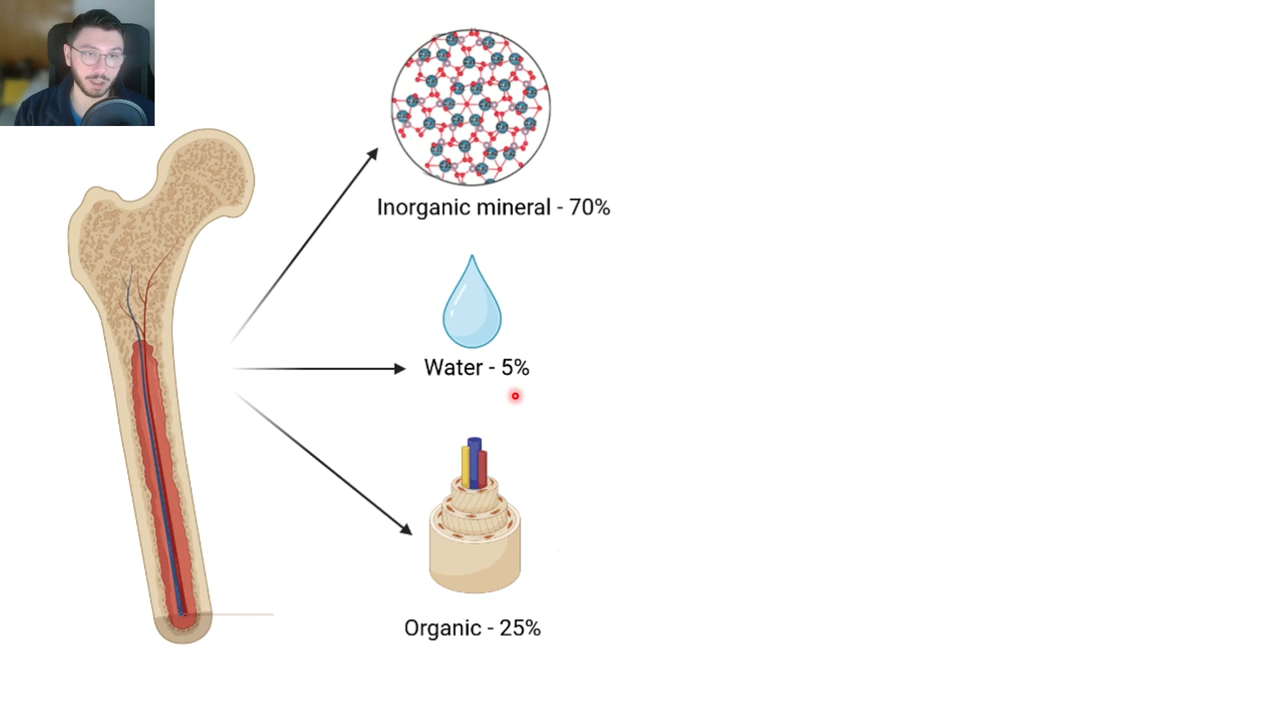 Inorganic mineral - 70%
Water - 5%
Organic - 25%